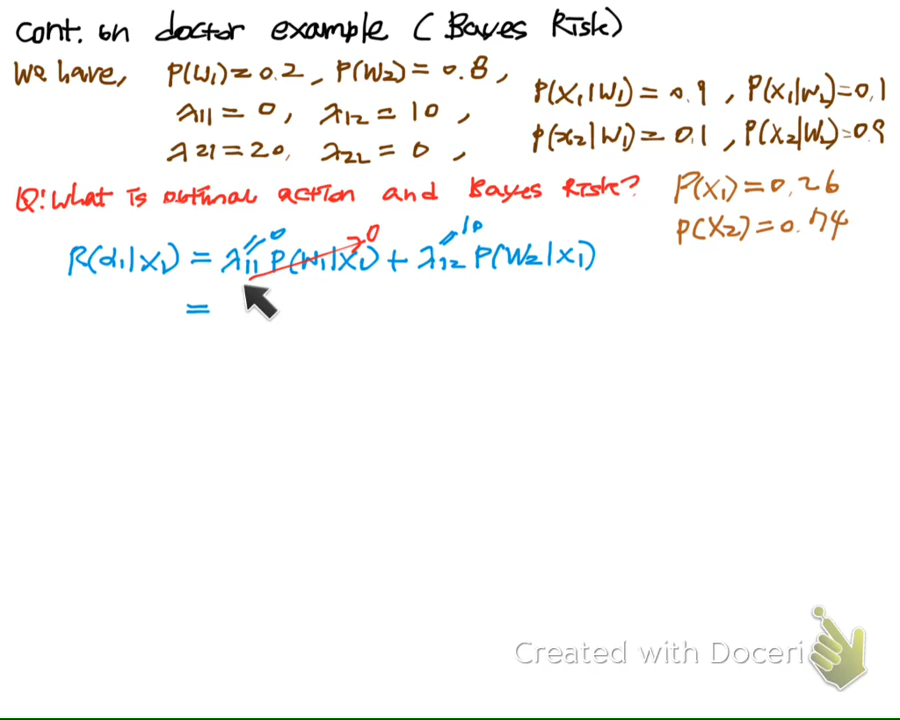 Cont. on doctor example (Bayes Risk)
We have, P(W1)=0.2, P(W2)=0.8,
λ11=0, λ12=10,
λ21=20, λ22=0,
P(X1|W1)=0.9, P(X1|W2)=0.1
P(X2|W1)=0.1, P(X2|W2)=0.9
Q: What is optimal action and Bayes Risk?
P(X1)=0.26
P(X2)=0.74
=0 0 =10
R(α1|X1) = λ11 P(W1|X1) + λ12 P(W2|X1)
=
Created with Doceri